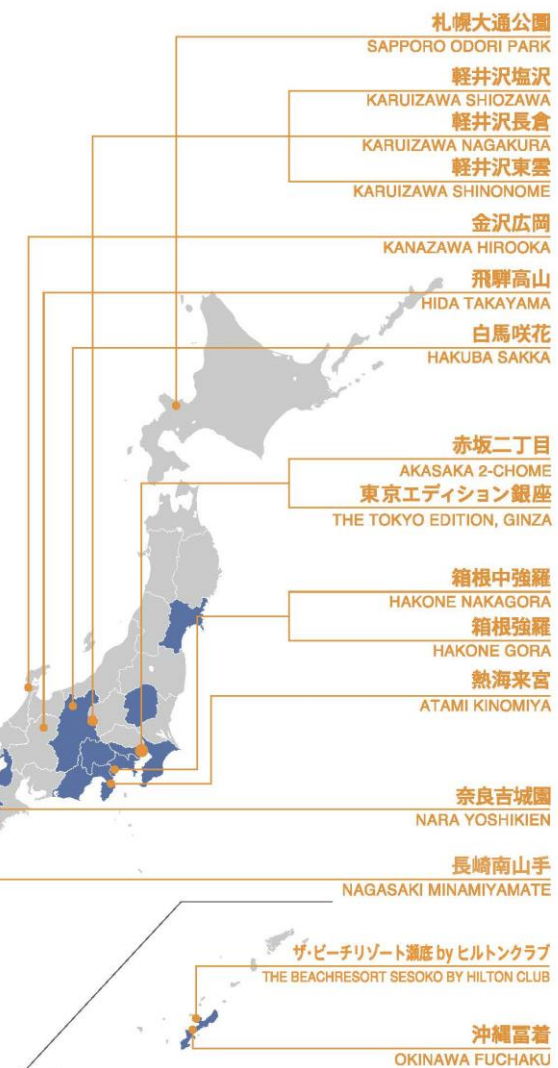 札幌大通公園
SAPPORO ODORI PARK
軽井沢塩沢
KARUIZAWA SHIOZAWA
軽井沢長倉
KARUIZAWA NAGAKURA
軽井沢東雲
KARUIZAWA SHINONOME
金沢広岡
KANAZAWA HIROOKA
飛騨高山
HIDA TAKAYAMA
白馬咲花
HAKUBA SAKKA
赤坂二丁目
AKASAKA 2-CHOME
東京エディション銀座
THE TOKYO EDITION, GINZA
箱根中強羅
HAKONE NAKAGORA
箱根強羅
HAKONE GORA
熱海来宮
ATAMI KINOMIYA
奈良吉城園
NARA YOSHIKIEN
長崎南山手
NAGASAKI MINAMIYAMATE
ザ・ビーチリゾート瀬底 by ヒルトンクラブ
THE BEACHRESORT SESOKO BY HILTON CLUB
沖縄冨着
OKINAWA FUCHAKU